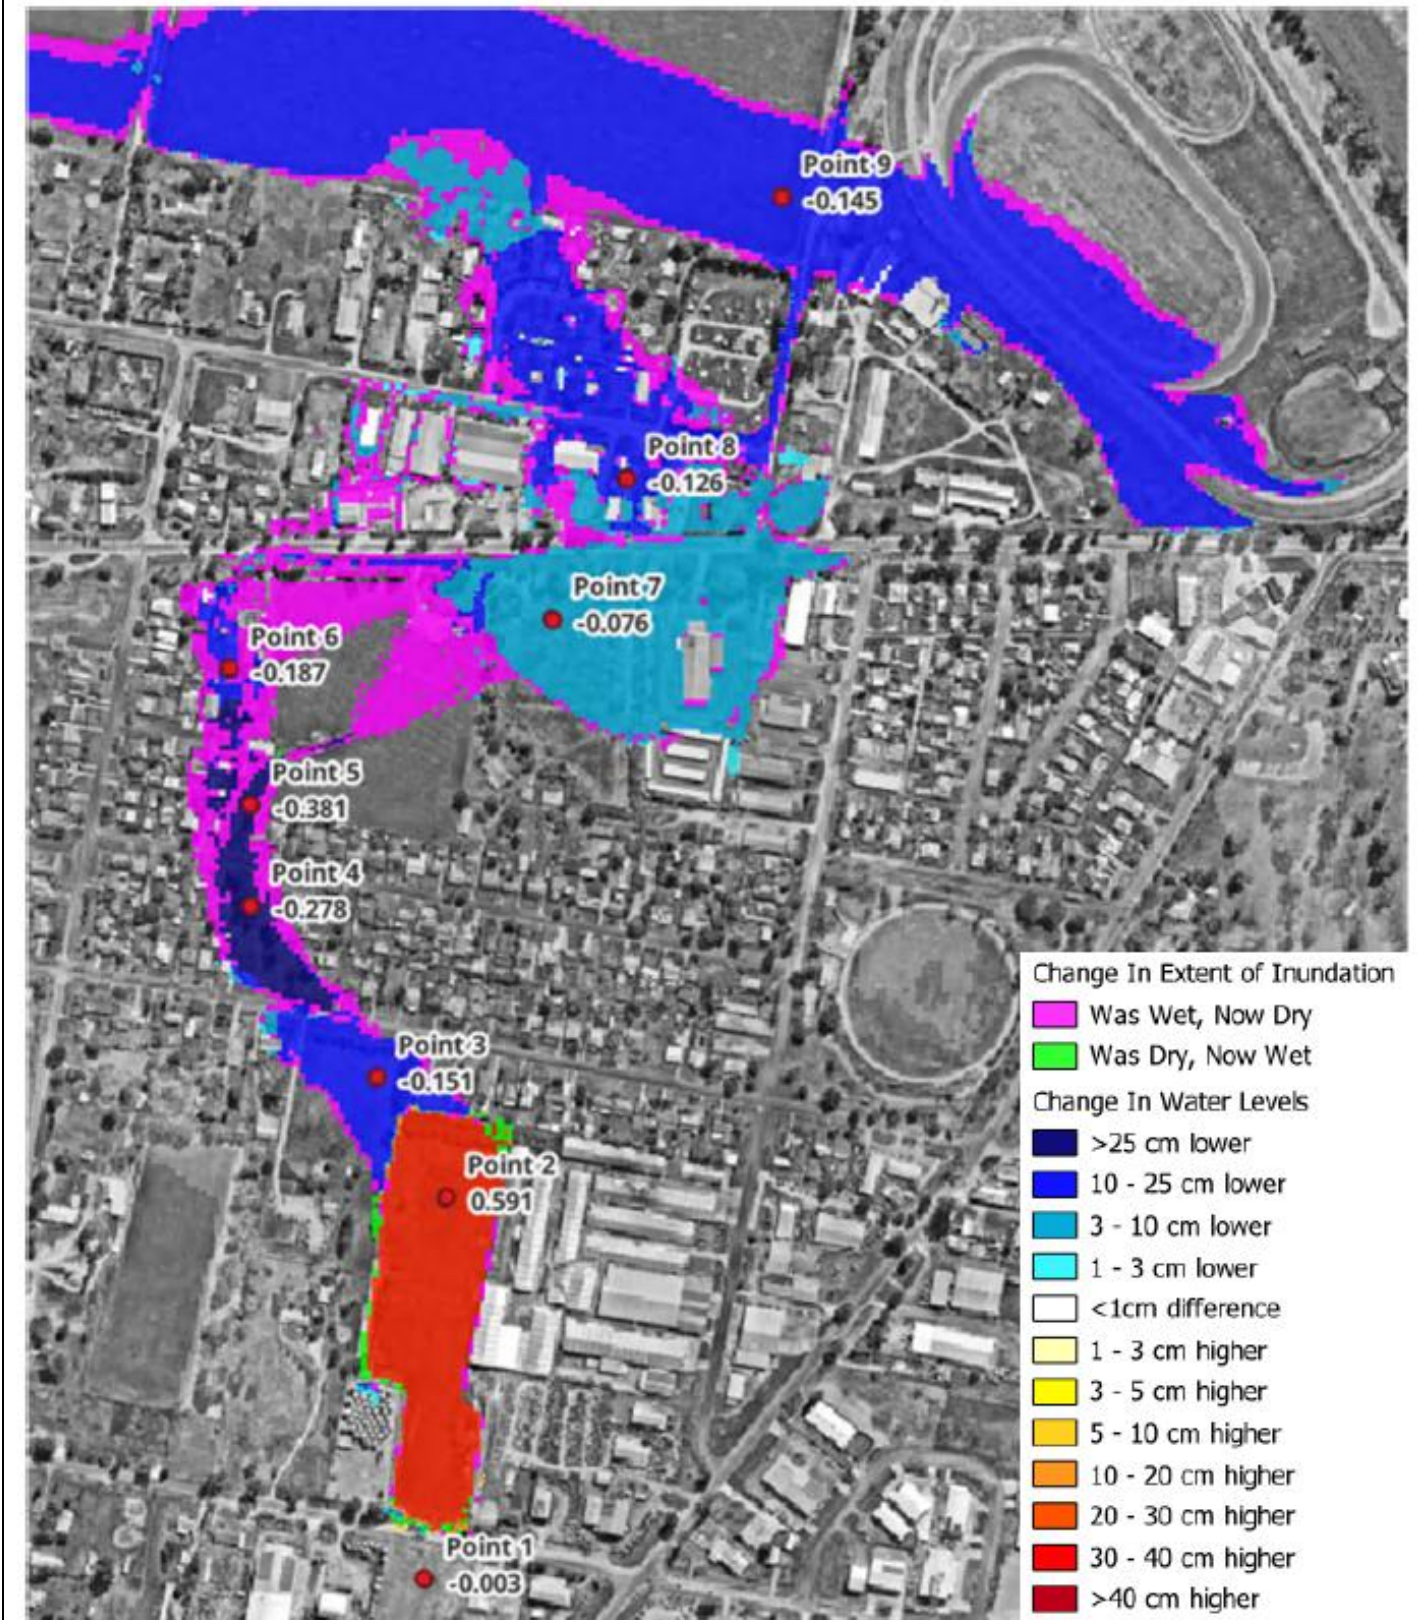 Point 9
-0.145
Point 8
-0.126
Point 7
-0.076
Point 6
-0.187
Point 5
-0.381
Point 4
-0.278
Point 3
-0.151
Point 2
0.591
Point 1
-0.003
Change In Extent of Inundation
Was Wet, Now Dry
Was Dry, Now Wet
Change In Water Levels
>25 cm lower
10 - 25 cm lower
3 - 10 cm lower
1 - 3 cm lower
<1cm difference
1 - 3 cm higher
3 - 5 cm higher
5 - 10 cm higher
10 - 20 cm higher
20 - 30 cm higher
30 - 40 cm higher
>40 cm higher